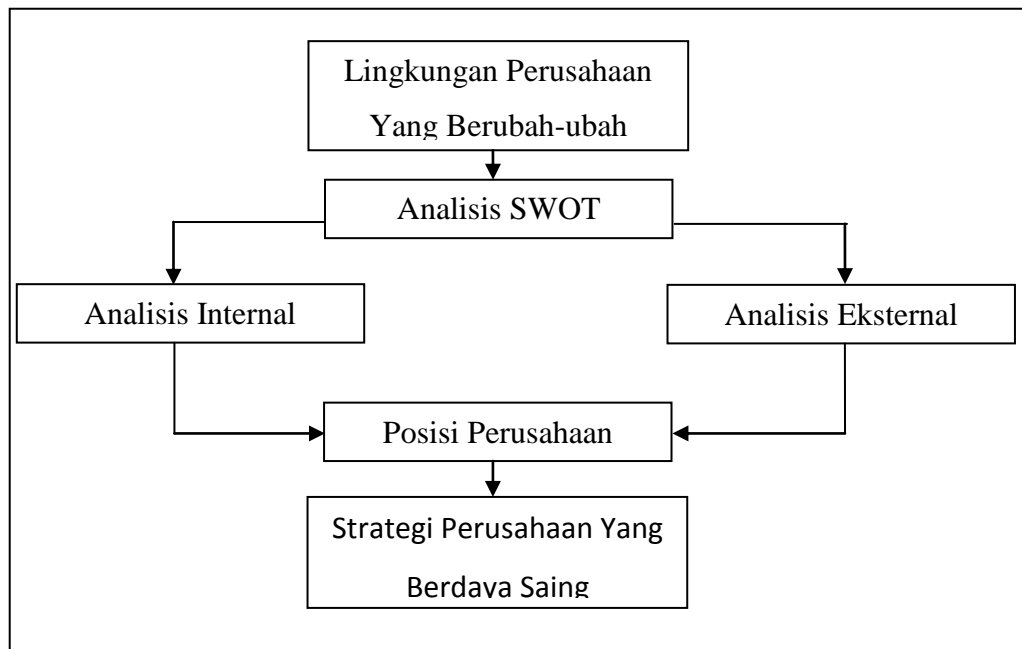 Lingkungan Perusahaan
Yang Berubah-ubah
Analisis SWOT
Analisis Internal
Analisis Eksternal
Posisi Perusahaan
Strategi Perusahaan Yang
Berdaya Saing